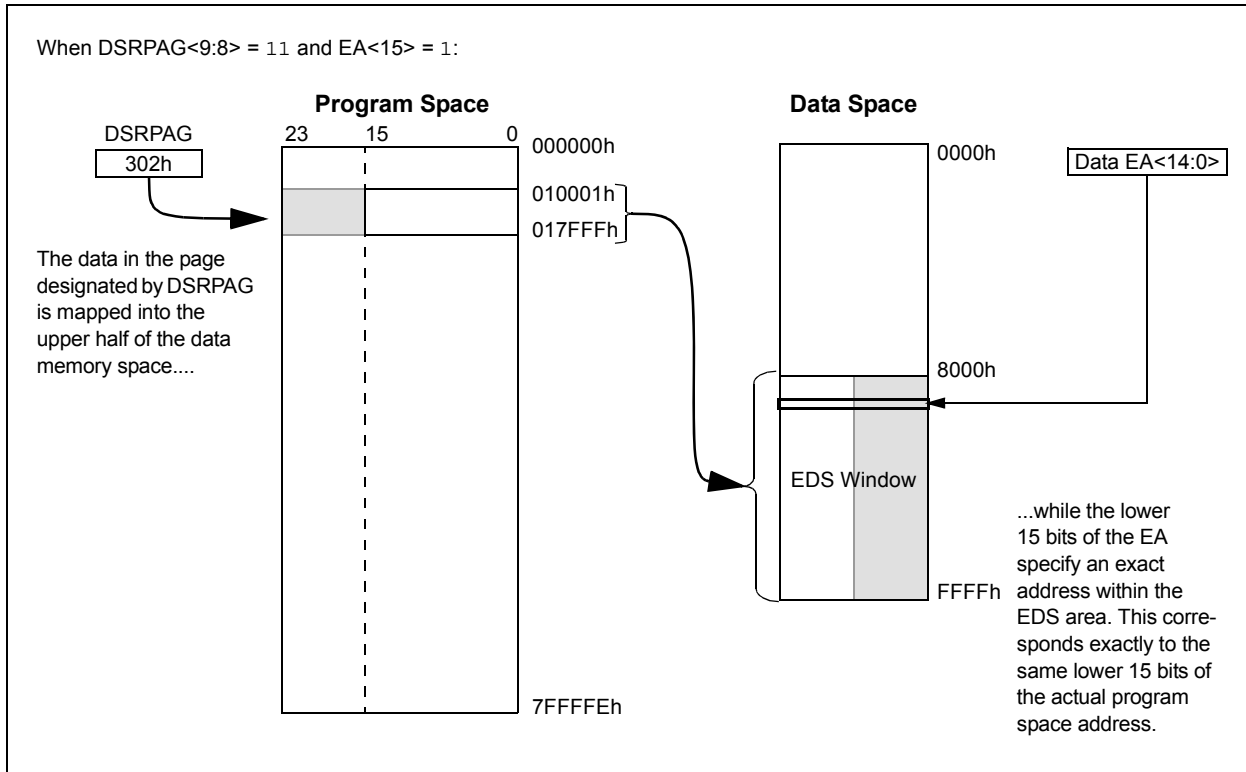 When DSRPAG<9:8> = 11 and EA<15> = 1:
Program Space
Data Space
DSRPAG
302h
23 15 0
000000h
010001h
017FFFh
7FFFFEh
The data in the page
designated by DSRPAG
is mapped into the
upper half of the data
memory space....
0000h
8000h
FFFFh
EDS Window
Data EA<14:0>
...while the lower
15 bits of the EA
specify an exact
address within the
EDS area. This corre-
sponds exactly to the
same lower 15 bits of
the actual program
space address.